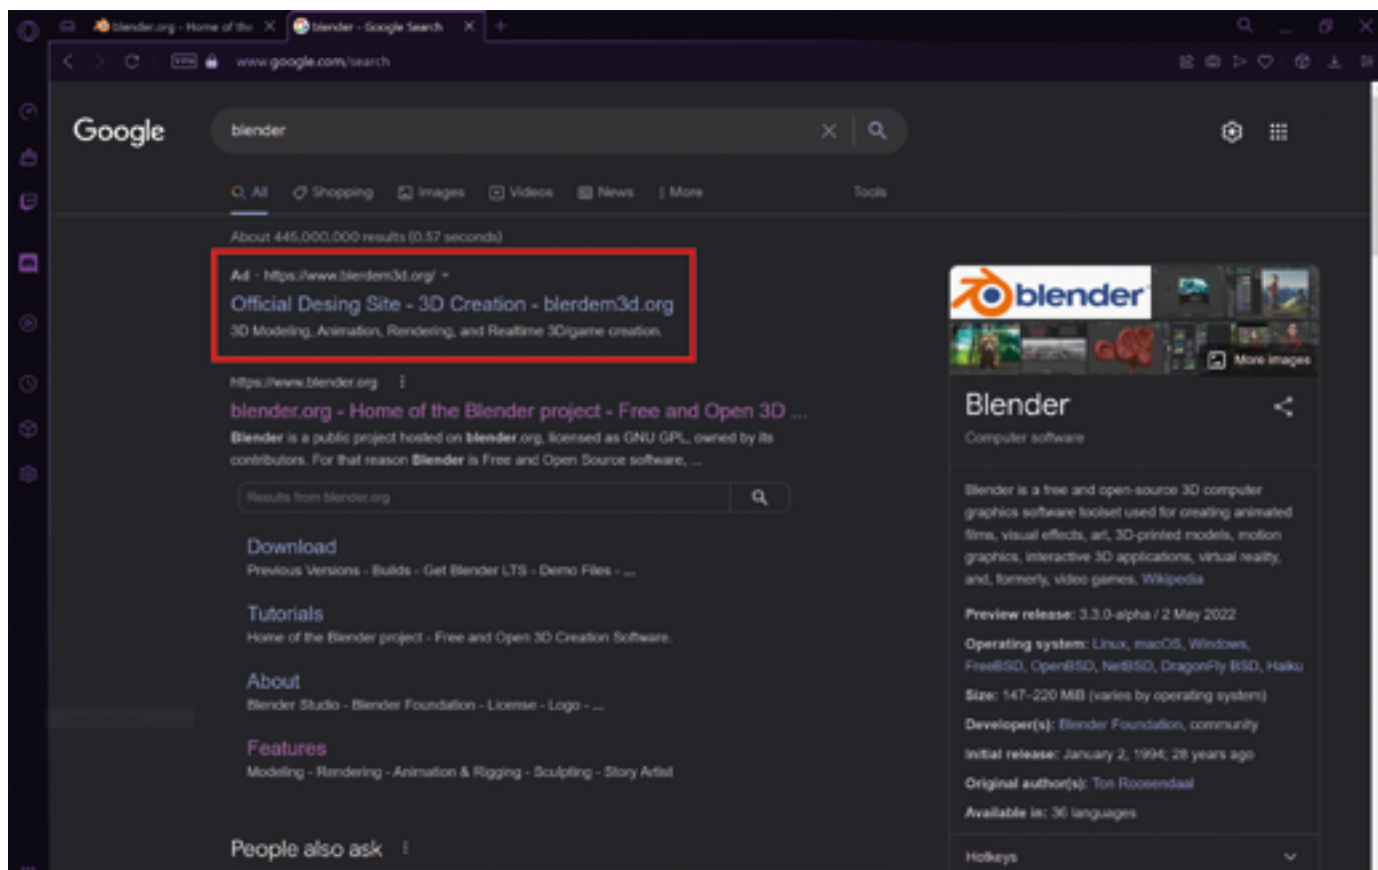 blender.org - Home of the
blender - Google Search
VPN
www.google.com/search
Google
blender
All
Shopping
Images
Videos
News
More
Tools
About 445,000,000 results (0.57 seconds)
Ad · https://www.blerdem3d.org/
Official Desing Site - 3D Creation - blerdem3d.org
3D Modeling, Animation, Rendering, and Realtime 3D/game creation.
https://www.blender.org
blender.org - Home of the Blender project - Free and Open 3D ...
Blender is a public project hosted on blender.org, licensed as GNU GPL, owned by its
contributors. For that reason Blender is Free and Open Source software, ...
Results from blender.org
Download
Previous Versions - Builds - Get Blender LTS - Demo Files - ...
Tutorials
Home of the Blender project - Free and Open 3D Creation Software.
About
Blender Studio - Blender Foundation - License - Logo - ...
Features
Modeling - Rendering - Animation & Rigging - Sculpting - Story Artist
People also ask
blender
More images
Blender
Computer software
Blender is a free and open-source 3D computer
graphics software toolset used for creating animated
films, visual effects, art, 3D-printed models, motion
graphics, interactive 3D applications, virtual reality,
and, formerly, video games. Wikipedia
Preview release: 3.3.0-alpha / 2 May 2022
Operating system: Linux, macOS, Windows,
FreeBSD, OpenBSD, NetBSD, DragonFly BSD, Haiku
Size: 147–220 MiB (varies by operating system)
Developer(s): Blender Foundation, community
Initial release: January 2, 1994; 28 years ago
Original author(s): Ton Roosendaal
Available in: 36 languages
Hotkeys